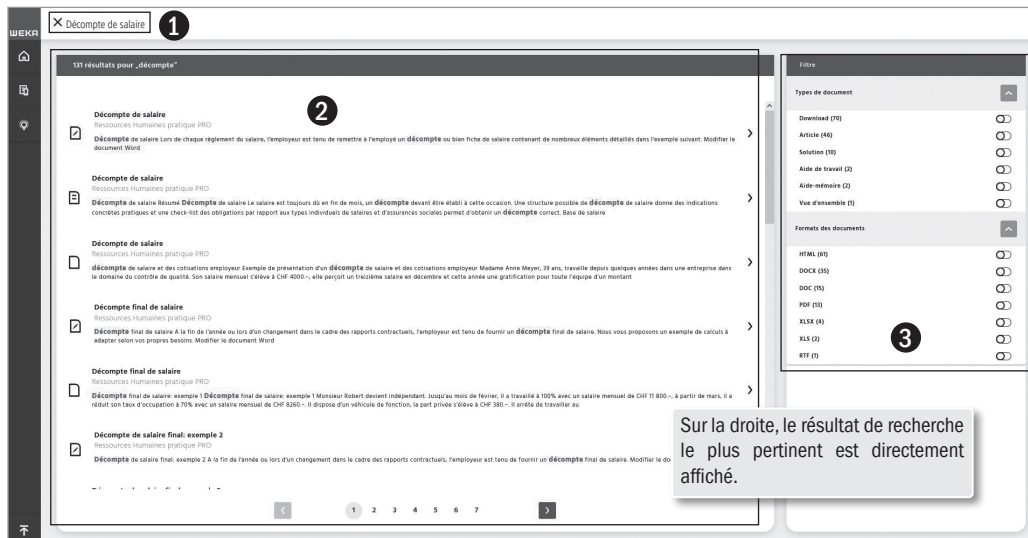 WEKA
✕ Décompte de salaire
1
131 résultats pour „décompte“
2
Décompte de salaire
Ressources Humaines pratique PRO
Décompte de salaire Lors de chaque règlement du salaire, l'employeur est tenu de remettre à l'employé un décompte ou bien fiche de salaire contenant de nombreux éléments détaillés dans l'exemple suivant. Modifier le
document Word
Décompte de salaire
Ressources Humaines pratique PRO
Décompte de salaire Résumé Décompte de salaire Le salaire est toujours dû en fin de mois, un décompte devant être établi à cette occasion. Une structure possible de décompte de salaire donne des indications
concrètes pratiques et une check-list des obligations par rapport aux types individuels de salaires et d'assurances sociales permet d'obtenir un décompte correct. Base de salaire
Décompte de salaire
Ressources Humaines pratique PRO
décompte de salaire et des cotisations employeur Exemple de présentation d'un décompte de salaire et des cotisations employeur Madame Anne Meyer, 39 ans, travaille depuis quelques années dans une entreprise dans
le domaine du contrôle de qualité. Son salaire mensuel s'élève à CHF 4000.–, elle perçoit un treizième salaire en décembre et cette année une gratification pour toute l'équipe d'un montant
Décompte final de salaire
Ressources Humaines pratique PRO
Décompte final de salaire A la fin de l'année ou lors d'un changement dans le cadre des rapports contractuels, l'employeur est tenu de fournir un décompte final de salaire. Nous vous proposons un exemple de calculs à
adapter selon vos propres besoins. Modifier le document Word
Décompte final de salaire
Ressources Humaines pratique PRO
Décompte final de salaire: exemple 1 Décompte final de salaire: exemple 1 Monsieur Robert devient indépendant. Jusqu'au mois de février, il a travaillé à 100% avec un salaire mensuel de CHF 11 800.–, à partir de mars, il a
réduit son taux d'occupation à 70% avec un salaire mensuel de CHF 8260.–. Il dispose d'un véhicule de fonction, la part privée s'élève à CHF 380.–. Il arrête de travailler au
Décompte de salaire final: exemple 2
Ressources Humaines pratique PRO
Décompte de salaire final: exemple 2 A la fin de l'année ou lors d'un changement dans le cadre des rapports contractuels, l'employeur est tenu de fournir un décompte final de salaire. Modifier le do
1 2 3 4 5 6 7
Filtre
Types de document
Download (70)
Article (46)
Solution (10)
Aide de travail (2)
Aide-mémoire (2)
Vue d'ensemble (1)
Formats des documents
HTML (61)
DOCX (35)
DOC (15)
PDF (13)
XLSX (4)
XLS (2)
RTF (1)
3
Sur la droite, le résultat de recherche
le plus pertinent est directement
affiché.